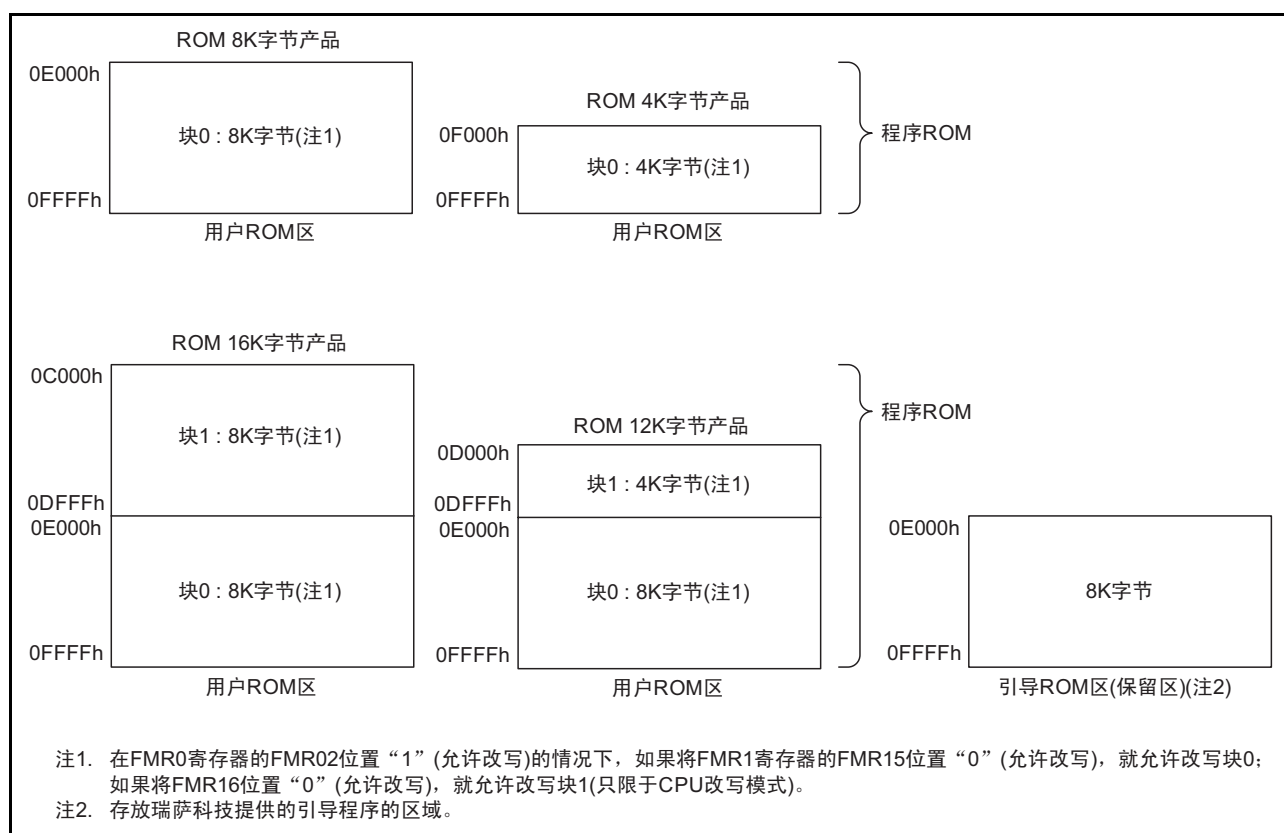 ROM 8K字节产品
0E000h
块0 : 8K字节(注1)
0FFFFh
用户ROM区
ROM 4K字节产品
0F000h
块0 : 4K字节(注1)
0FFFFh
用户ROM区
程序ROM
ROM 16K字节产品
0C000h
块1 : 8K字节(注1)
0DFFFh
0E000h
块0 : 8K字节(注1)
0FFFFh
用户ROM区
ROM 12K字节产品
0D000h
块1 : 4K字节(注1)
0DFFFh
0E000h
块0 : 8K字节(注1)
0FFFFh
用户ROM区
程序ROM
0E000h
8K字节
0FFFFh
引导ROM区(保留区)(注2)
注1. 在FMR0寄存器的FMR02位置“1”(允许改写)的情况下，如果将FMR1寄存器的FMR15位置“0”(允许改写)，就允许改写块0;
如果将FMR16位置“0”(允许改写)，就允许改写块1(只限于CPU改写模式)。
注2. 存放瑞萨科技提供的引导程序的区域。